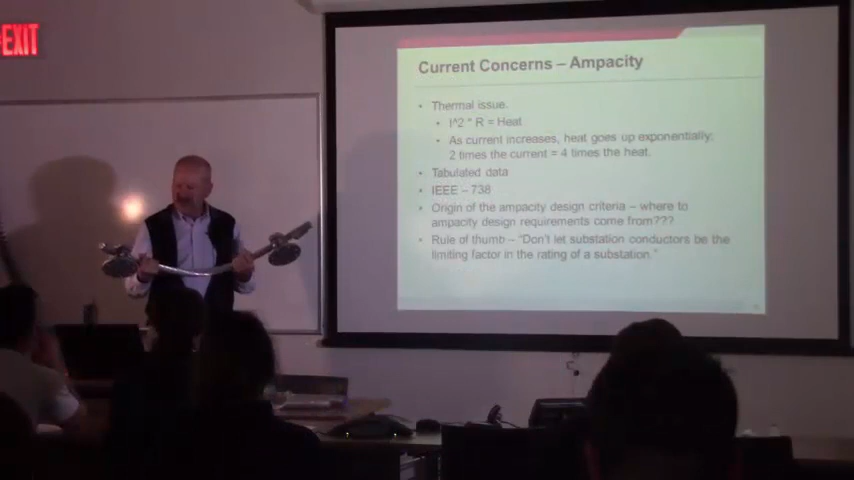 EXIT
Current Concerns – Ampacity
• Thermal issue.
• I^2 * R = Heat
• As current increases, heat goes up exponentially.
2 times the current = 4 times the heat.
• Tabulated data
• IEEE – 738
• Origin of the ampacity design criteria – where to
ampacity design requirements come from???
• Rule of thumb – "Don't let substation conductors be the
limiting factor in the rating of a substation."